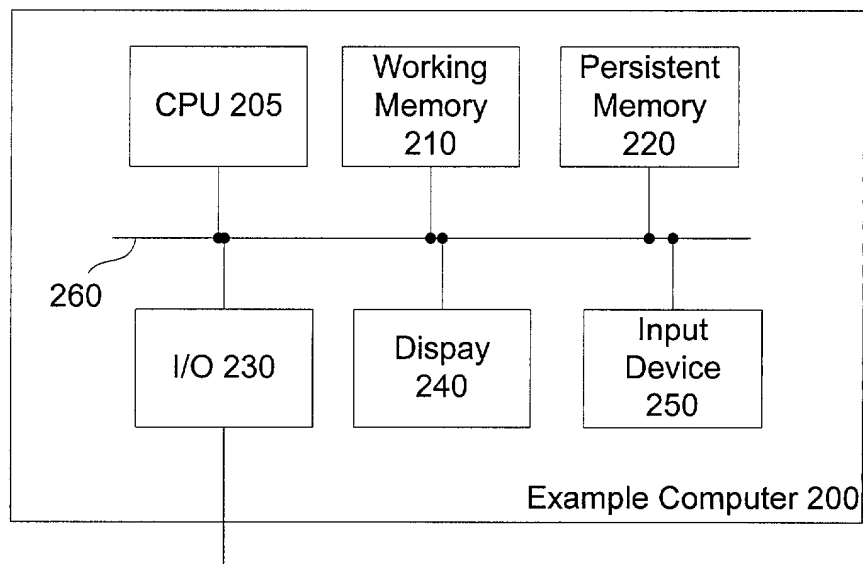 CPU 205
Working
Memory
210
Persistent
Memory
220
260
I/O 230
Dispay
240
Input
Device
250
Example Computer 200